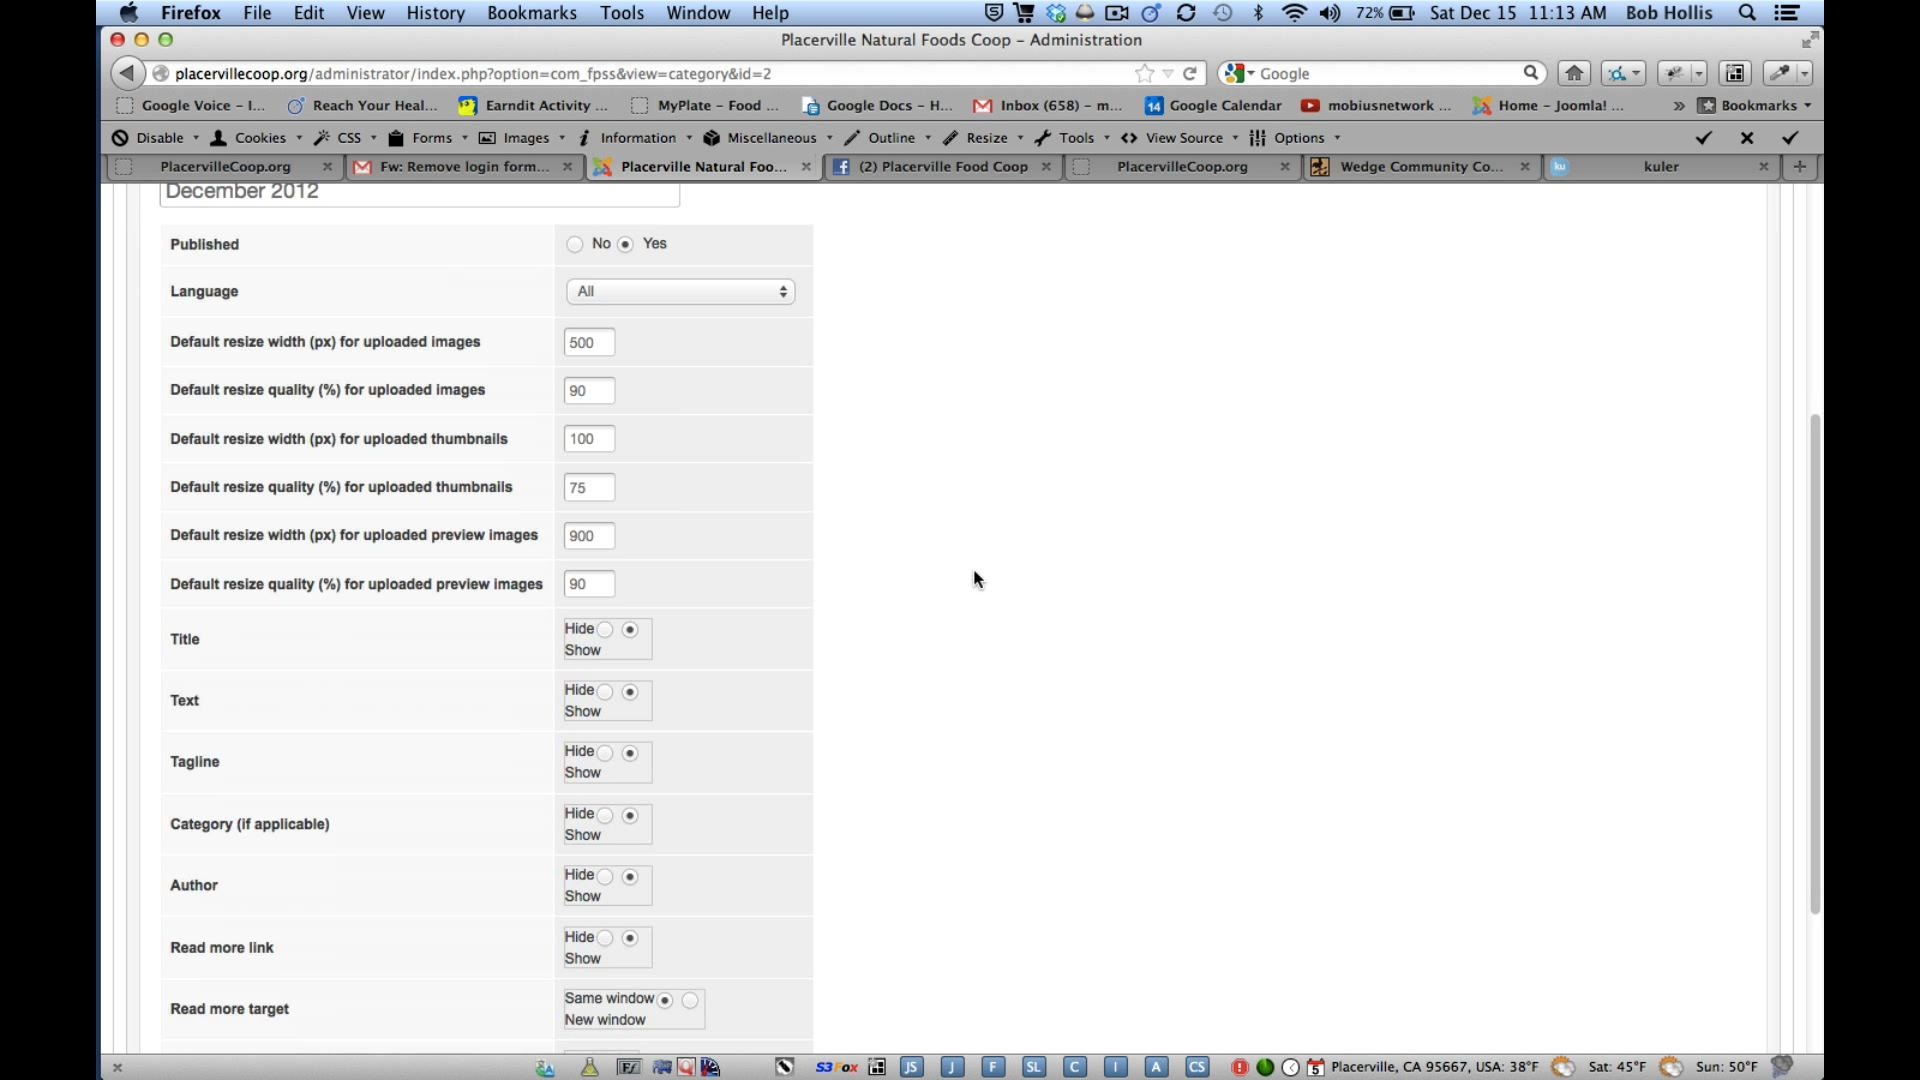 Firefox File Edit View History Bookmarks Tools Window Help 72% Sat Dec 15 11:13 AM Bob Hollis
Placerville Natural Foods Coop – Administration
placervillecoop.org/administrator/index.php?option=com_fpss&view=category&id=2 Google
Google Voice - I... Reach Your Heal... Earndit Activity ... MyPlate – Food ... Google Docs - H... Inbox (658) – m... 14 Google Calendar mobiusnetwork ... Home – Joomla! ... » Bookmarks
Disable Cookies CSS Forms Images Information Miscellaneous Outline Resize Tools View Source Options
PlacervilleCoop.org Fw: Remove login form... Placerville Natural Foo... (2) Placerville Food Coop PlacervilleCoop.org Wedge Community Co... ku kuler
December 2012
Published No Yes
Language All
Default resize width (px) for uploaded images 500
Default resize quality (%) for uploaded images 90
Default resize width (px) for uploaded thumbnails 100
Default resize quality (%) for uploaded thumbnails 75
Default resize width (px) for uploaded preview images 900
Default resize quality (%) for uploaded preview images 90
Title Hide
Show
Text Hide
Show
Tagline Hide
Show
Category (if applicable) Hide
Show
Author Hide
Show
Read more link Hide
Show
Read more target Same window
New window
S3Fox JS J F SL C I A CS 5 Placerville, CA 95667, USA: 38°F Sat: 45°F Sun: 50°F